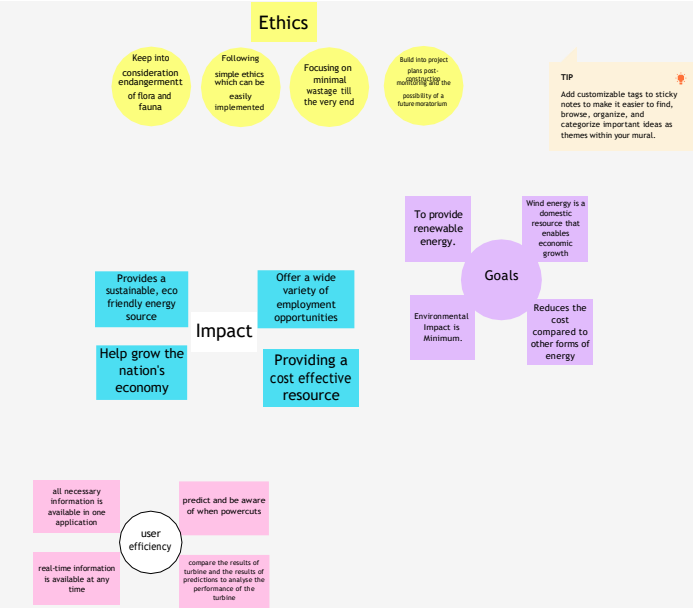 Ethics
Keep into
consideration
endangermentt
of flora and
fauna
Following
simple ethics
which can be
easily
implemented
Focusing on
minimal
wastage till
the very end
Build into project
plans post-
construction
monitoring and the
possibility of a
future moratorium
TIP
Add customizable tags to sticky
notes to make it easier to find,
browse, organize, and
categorize important ideas as
themes within your mural.
To provide
renewable
energy.
Wind energy is a
domestic
resource that
enables
economic
growth
Goals
Environmental
Impact is
Minimum.
Reduces the
cost
compared to
other forms of
energy
Provides a
sustainable, eco
friendly energy
source
Offer a wide
variety of
employment
opportunities
Impact
Help grow the
nation's
economy
Providing a
cost effective
resource
all necessary
information is
available in one
application
predict and be aware
of when powercuts
user
efficiency
real-time information
is available at any
time
compare the results of
turbine and the results of
predictions to analyse the
performance of the
turbine